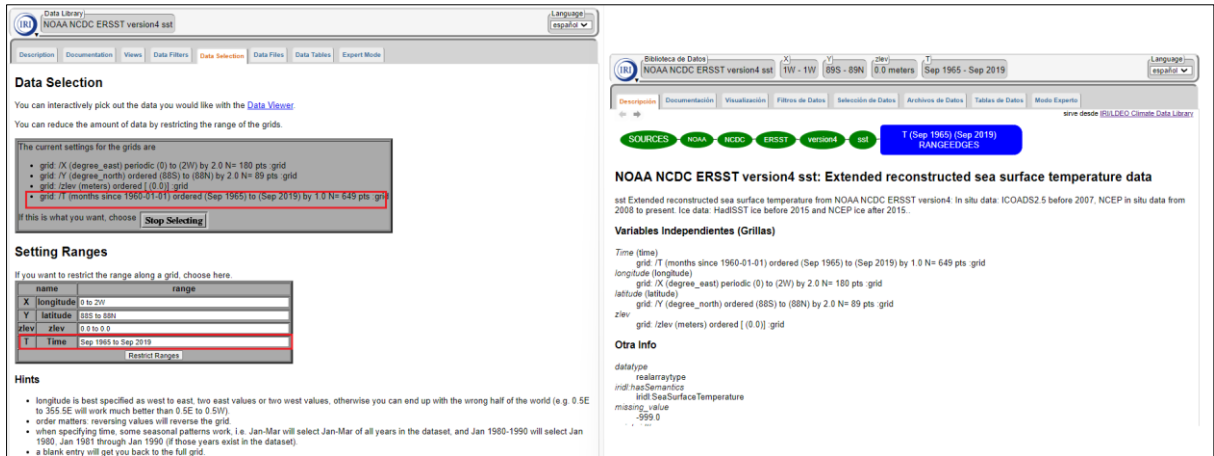 Data Library
Language
IRI
NOAA NCDC ERSST version4 sst
español
Description Documentation Views Data Filters Data Selection Data Files Data Tables Expert Mode
Data Selection
You can interactively pick out the data you would like with the Data Viewer.
You can reduce the amount of data by restricting the range of the grids.
The current settings for the grids are
• grid: /X (degree_east) periodic (0) to (2W) by 2.0 N= 180 pts :grid
• grid: /Y (degree_north) ordered (88S) to (88N) by 2.0 N= 89 pts :grid
• grid: /zlev (meters) ordered [ (0.0)] :grid
• grid: /T (months since 1960-01-01) ordered (Sep 1965) to (Sep 2019) by 1.0 N= 649 pts :grid
If this is what you want, choose Stop Selecting
Setting Ranges
If you want to restrict the range along a grid, choose here.
name range
X longitude 0 to 2W
Y latitude 88S to 88N
zlev zlev 0.0 to 0.0
T Time Sep 1965 to Sep 2019
Restrict Ranges
Hints
• longitude is best specified as west to east, two east values or two west values, otherwise you can end up with the wrong half of the world (e.g. 0.5E
to 355.5E will work much better than 0.5E to 0.5W).
• order matters: reversing values will reverse the grid.
• when specifying time, some seasonal patterns work, i.e. Jan-Mar will select Jan-Mar of all years in the dataset, and Jan 1980-1990 will select Jan
1980, Jan 1981 through Jan 1990 (if those years exist in the dataset).
• a blank entry will get you back to the full grid.
Biblioteca de Datos X Y zlev T Language
IRI
NOAA NCDC ERSST version4 sst 1W - 1W 89S - 89N 0.0 meters Sep 1965 - Sep 2019 español
Descripción Documentación Visualización Filtros de Datos Selección de Datos Archivos de Datos Tablas de Datos Modo Experto
sirve desde IRI/LDEO Climate Data Library
SOURCES NOAA NCDC ERSST version4 sst
T (Sep 1965) (Sep 2019)
RANGEEDGES
NOAA NCDC ERSST version4 sst: Extended reconstructed sea surface temperature data
sst Extended reconstructed sea surface temperature from NOAA NCDC ERSST version4: In situ data: ICOADS2.5 before 2007, NCEP in situ data from
2008 to present. Ice data: HadISST ice before 2015 and NCEP ice after 2015..
Variables Independientes (Grillas)
Time (time)
grid: /T (months since 1960-01-01) ordered (Sep 1965) to (Sep 2019) by 1.0 N= 649 pts :grid
longitude (longitude)
grid: /X (degree_east) periodic (0) to (2W) by 2.0 N= 180 pts :grid
latitude (latitude)
grid: /Y (degree_north) ordered (88S) to (88N) by 2.0 N= 89 pts :grid
zlev
grid: /zlev (meters) ordered [ (0.0)] :grid
Otra Info
datatype
realarraytype
iridl:hasSemantics
iridl:SeaSurfaceTemperature
missing_value
-999.0